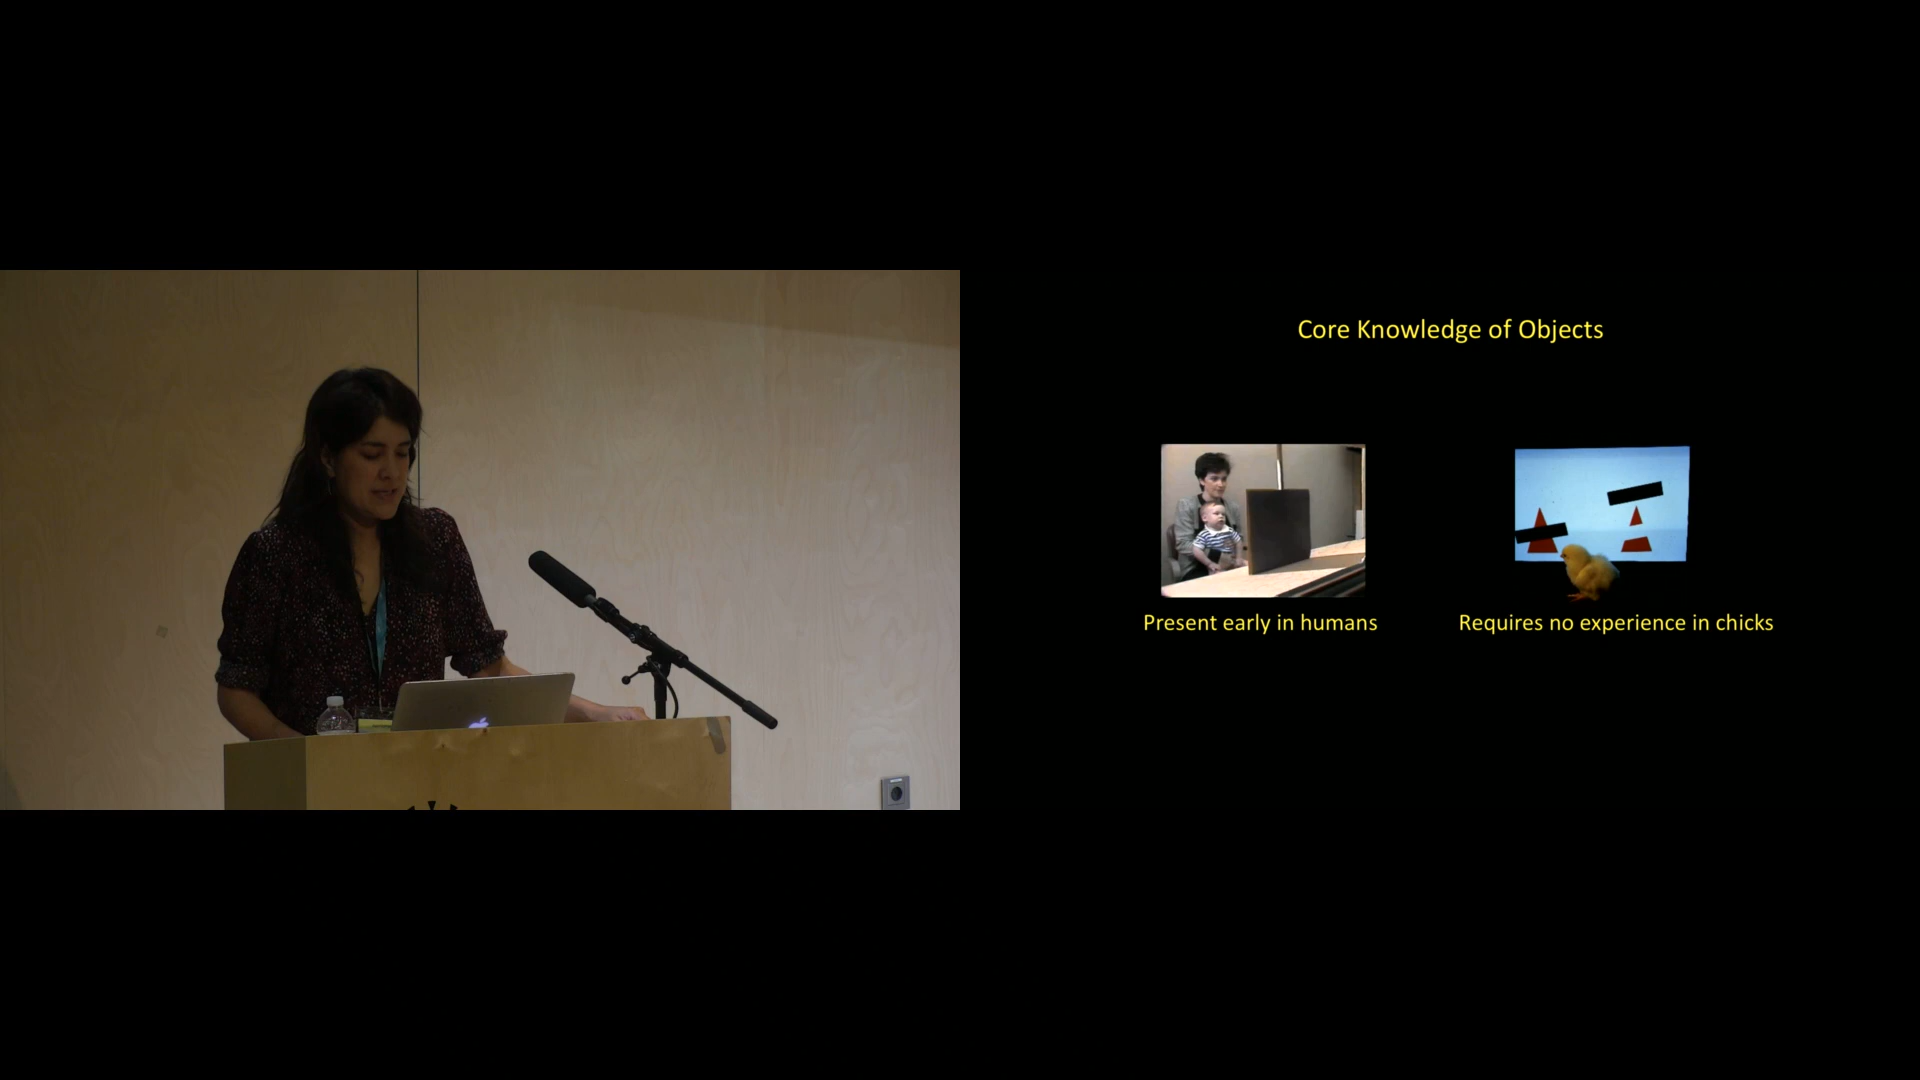 Core Knowledge of Objects
Present early in humans
Requires no experience in chicks